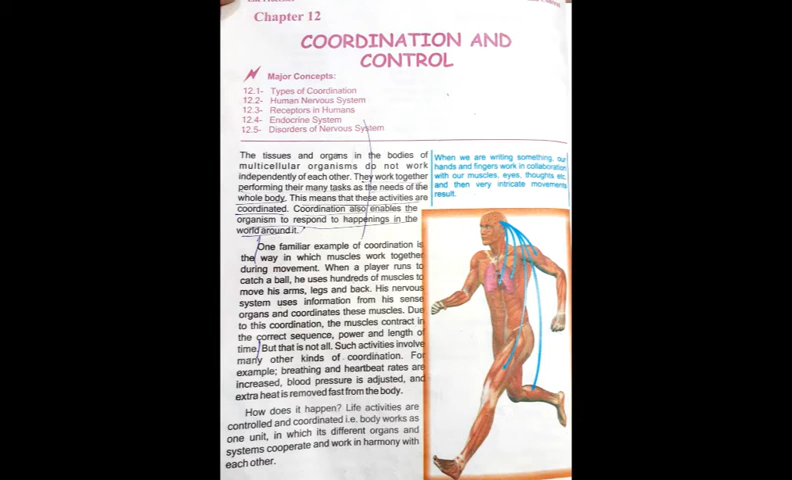 Chapter 12
COORDINATION AND
CONTROL
Major Concepts:
12.1- Types of Coordination
12.2- Human Nervous System
12.3- Receptors in Humans
12.4- Endocrine System
12.5- Disorders of Nervous System
The tissues and organs in the bodies of
multicellular organisms do not work
independently of each other. They work together
performing their many tasks as the needs of the
whole body. This means that these activities are
coordinated. Coordination also enables the
organism to respond to happenings in the
world around it.
One familiar example of coordination is
the way in which muscles work together
during movement. When a player runs to
catch a ball, he uses hundreds of muscles to
move his arms, legs and back. His nervous
system uses information from his sense
organs and coordinates these muscles. Due
to this coordination, the muscles contract in
the correct sequence, power and length of
time. But that is not all. Such activities involve
many other kinds of coordination. For
example; breathing and heartbeat rates are
increased, blood pressure is adjusted, and
extra heat is removed fast from the body.
How does it happen? Life activities are
controlled and coordinated i.e. body works as
one unit, in which its different organs and
systems cooperate and work in harmony with
each other.
When we are writing something, our
hands and fingers work in collaboration
with our muscles, eyes, thoughts etc.
and then very intricate movements
result.